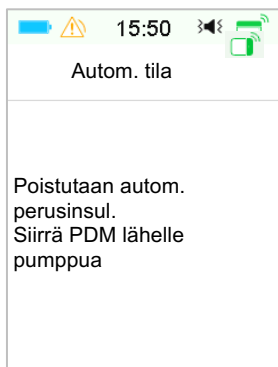 15:50
Autom. tila
Poistutaan autom.
perusinsul.
Siirrä PDM lähelle
pumppua